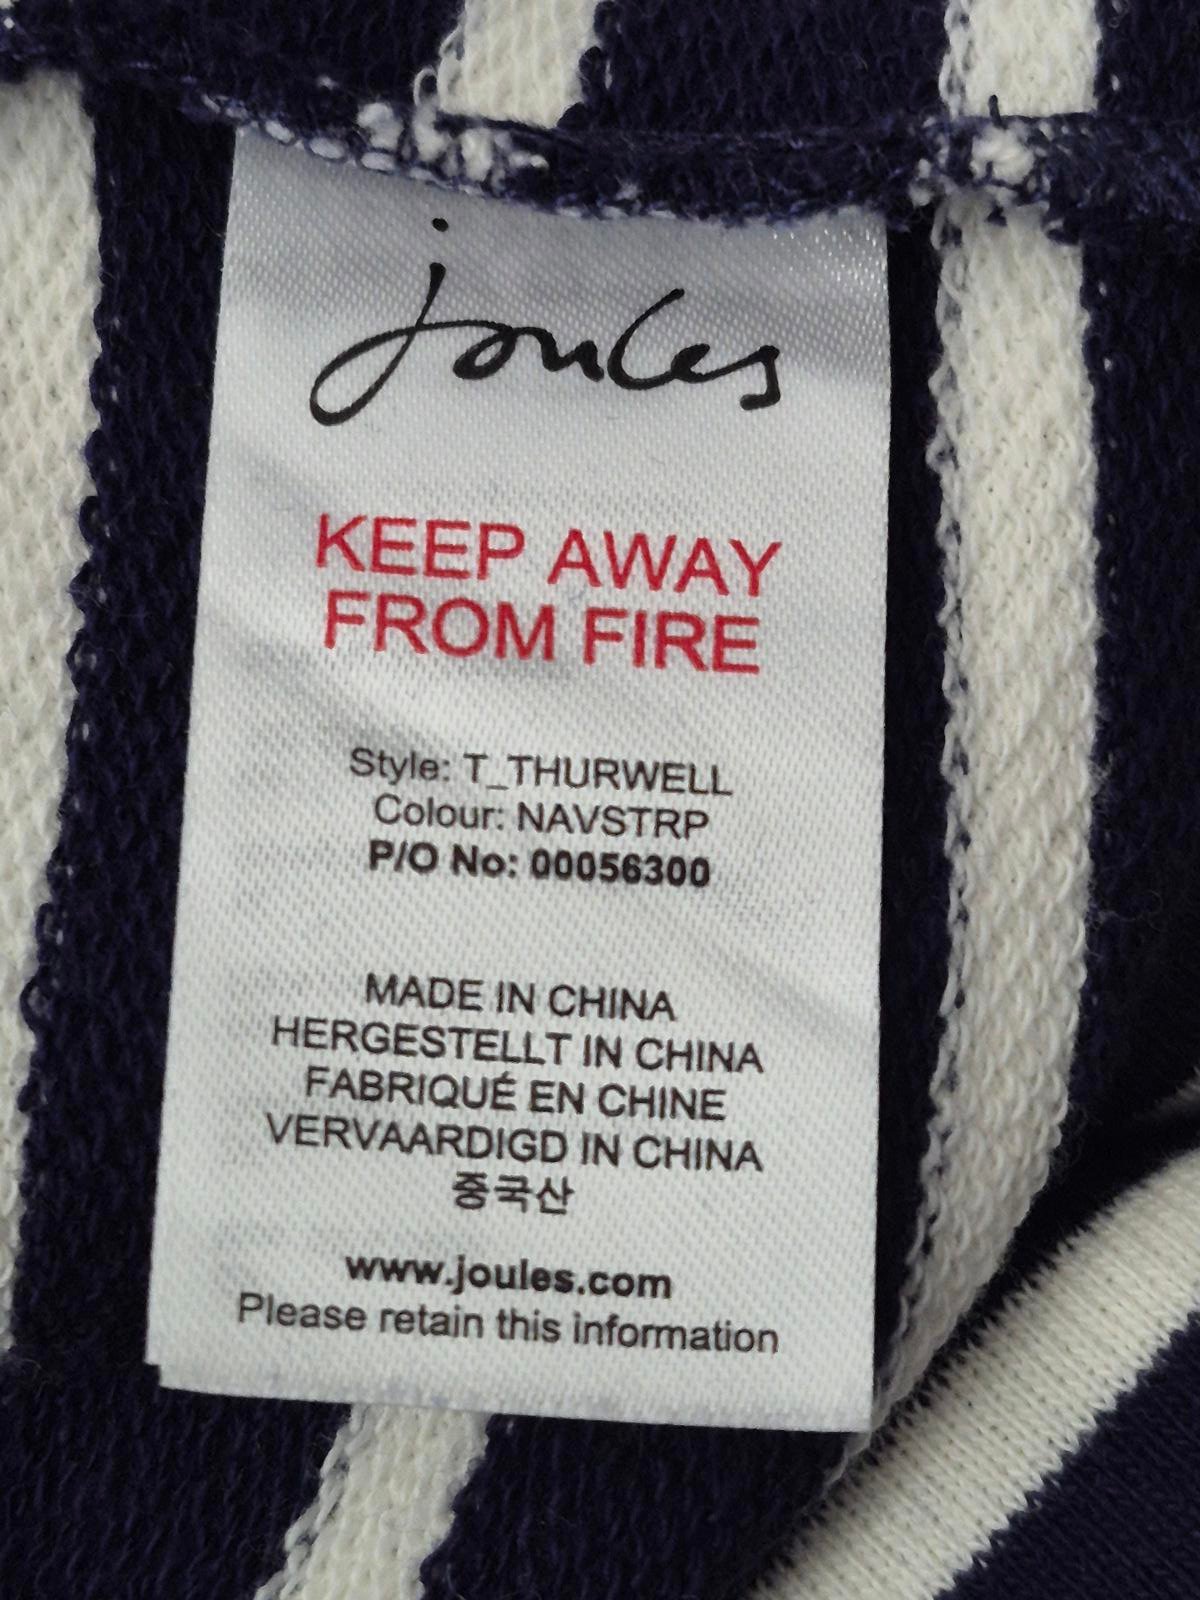 joules
KEEP AWAY
FROM FIRE
Style: T_THURWELL
Colour: NAVSTRP
P/O No: 00056300
MADE IN CHINA
HERGESTELLT IN CHINA
FABRIQUÉ EN CHINE
VERVAARDIGD IN CHINA
중국산
www.joules.com
Please retain this information